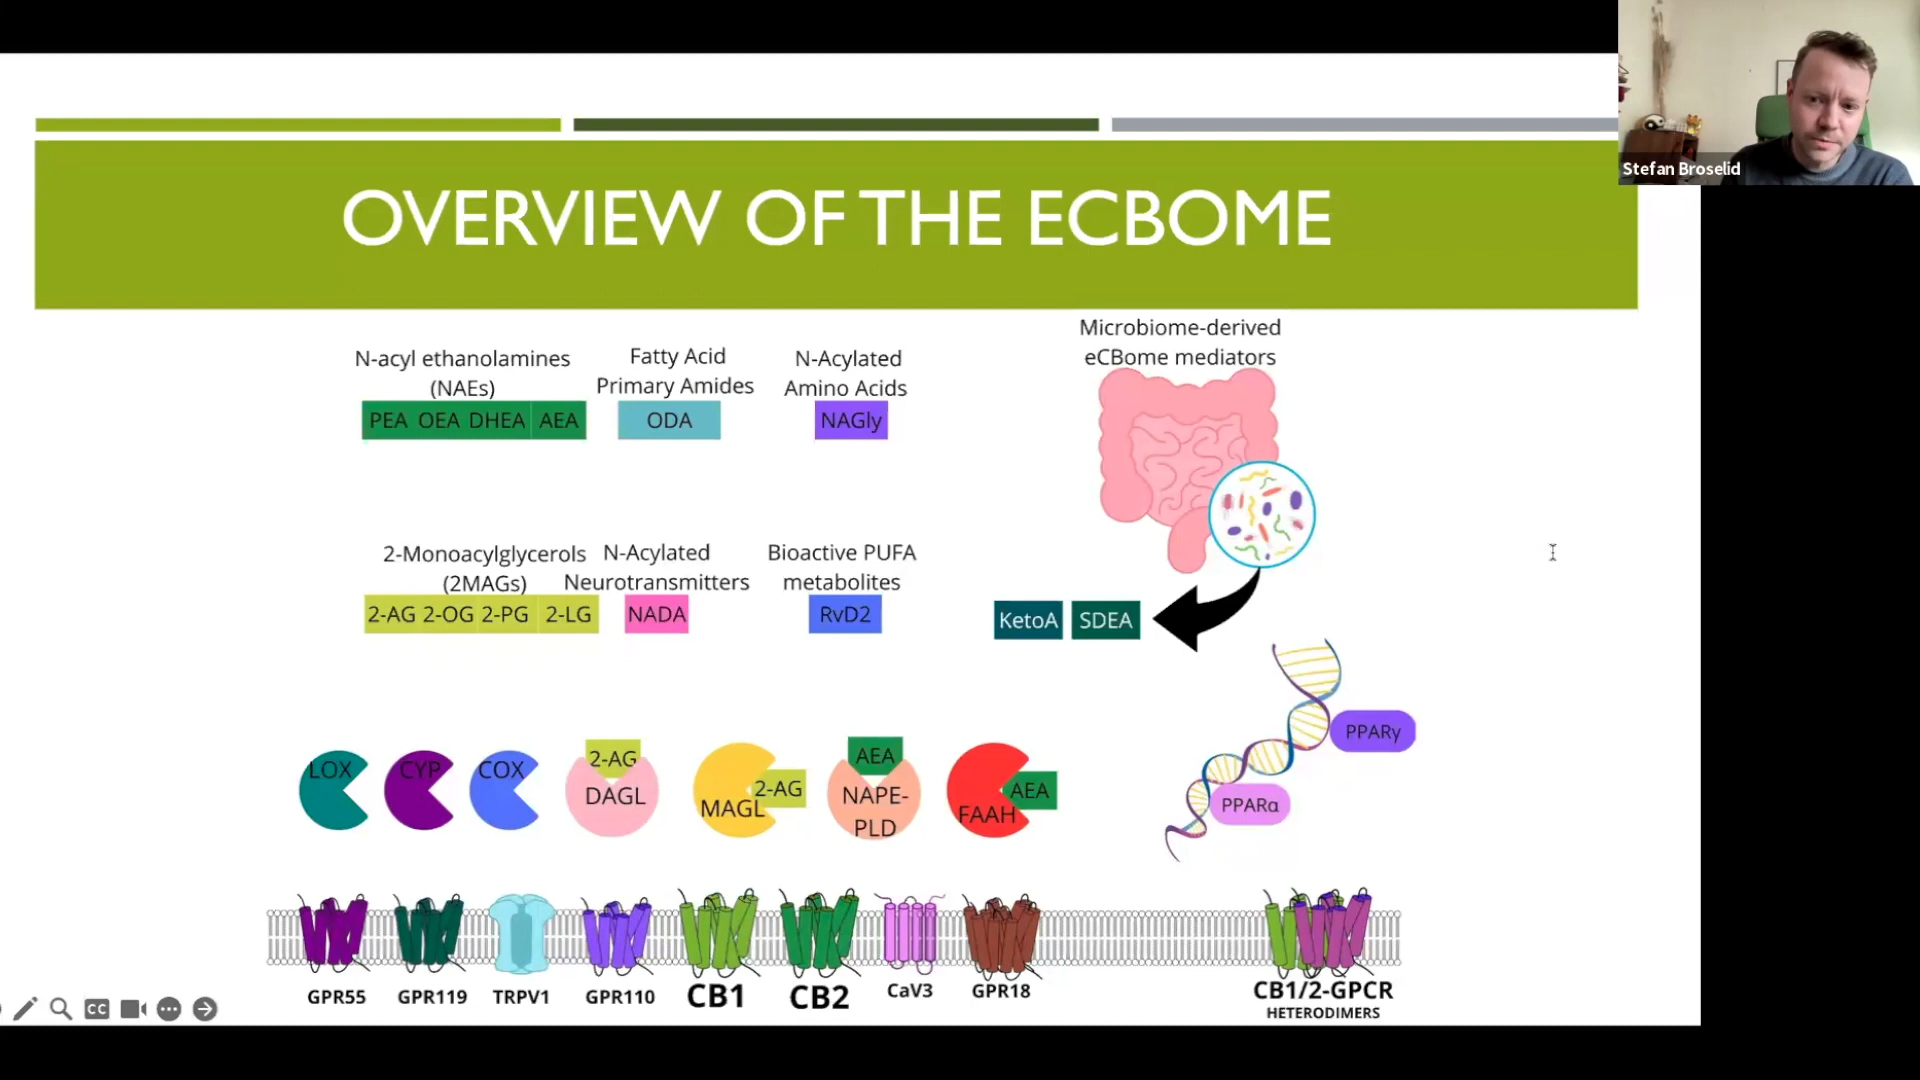 Stefan Broselid
OVERVIEW OF THE ECBOME
Microbiome-derived
eCBome mediators
N-acyl ethanolamines
(NAEs)
PEA OEA DHEA AEA
Fatty Acid
Primary Amides
ODA
N-Acylated
Amino Acids
NAGly
2-Monoacylglycerols
(2MAGs)
2-AG 2-OG 2-PG 2-LG
N-Acylated
Neurotransmitters
NADA
Bioactive PUFA
metabolites
RvD2
KetoA SDEA
PPARγ
PPARα
LOX
CYP
COX
2-AG
DAGL
MAGL
2-AG
AEA
NAPE-
PLD
FAAH
AEA
GPR55
GPR119
TRPV1
GPR110
CB1
CB2
CaV3
GPR18
CB1/2-GPCR
HETERODIMERS
CC